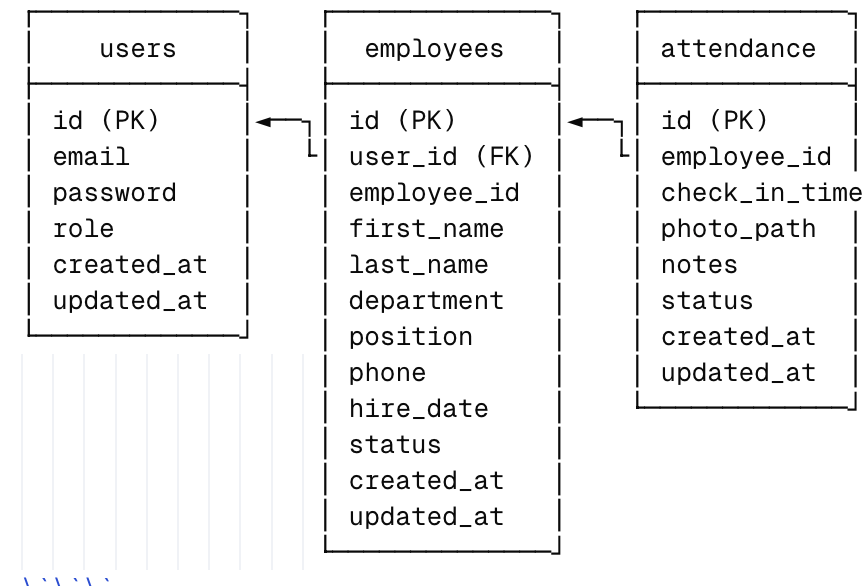 users
id (PK)
email
password
role
created_at
updated_at
employees
id (PK)
user_id (FK)
employee_id
first_name
last_name
department
position
phone
hire_date
status
created_at
updated_at
attendance
id (PK)
employee_id
check_in_time
photo_path
notes
status
created_at
updated_at